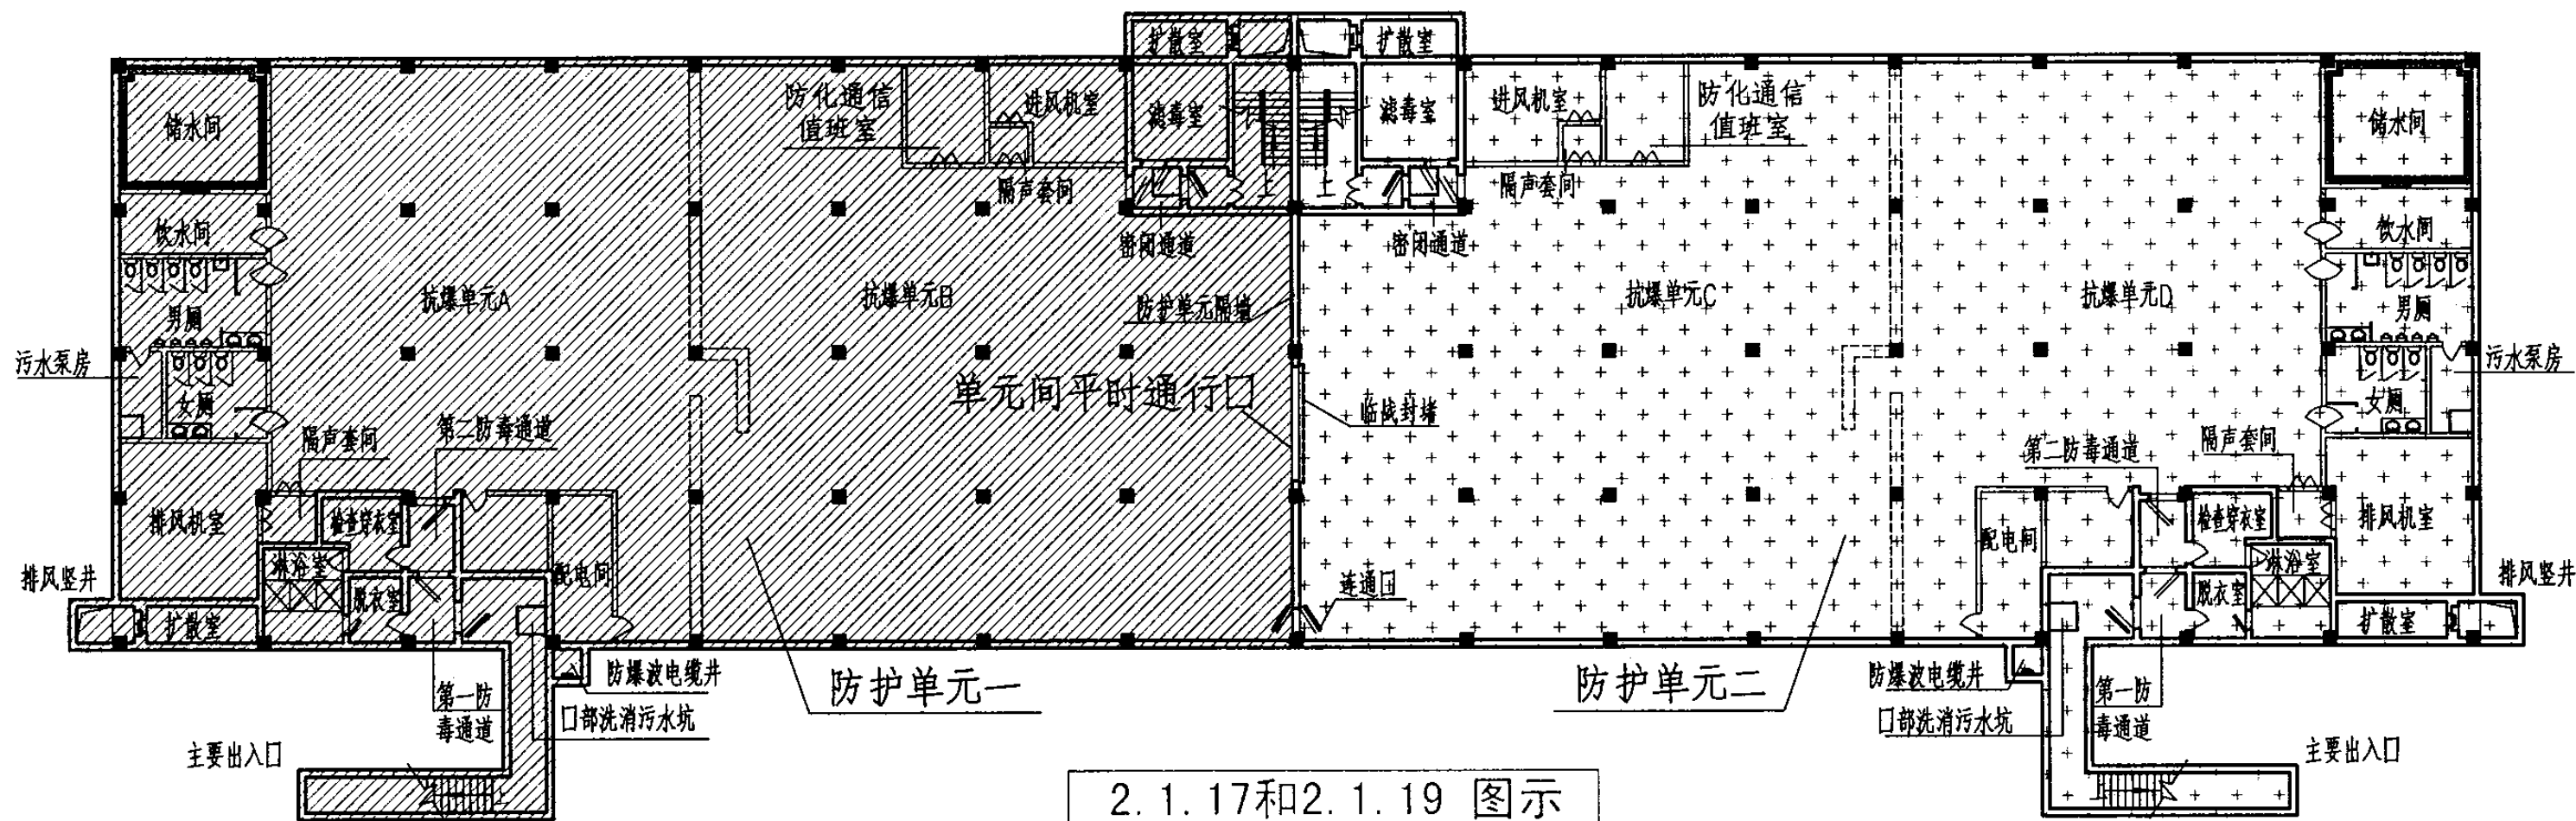 扩散室
扩散室
储水间
防化通信
值班室
进风机室
滤毒室
滤毒室
进风机室
防化通信
值班室
储水间
隔声套间
隔声套间
饮水间
密闭通道
密闭通道
饮水间
抗爆单元A
抗爆单元B
防护单元隔墙
抗爆单元C
抗爆单元D
男厕
男厕
污水泵房
单元间平时通行口
临战封堵
污水泵房
女厕
女厕
隔声套间
第二防毒通道
第二防毒通道
隔声套间
排风机室
检查穿衣室
检查穿衣室
排风机室
淋浴室
配电间
配电间
淋浴室
排风竖井
脱衣室
连通口
脱衣室
排风竖井
扩散室
扩散室
上
上
第一防
毒通道
防爆波电缆井
口部洗消污水坑
防护单元一
防护单元二
防爆波电缆井
口部洗消污水坑
第一防
毒通道
主要出入口
主要出入口
2.1.17和2.1.19 图示